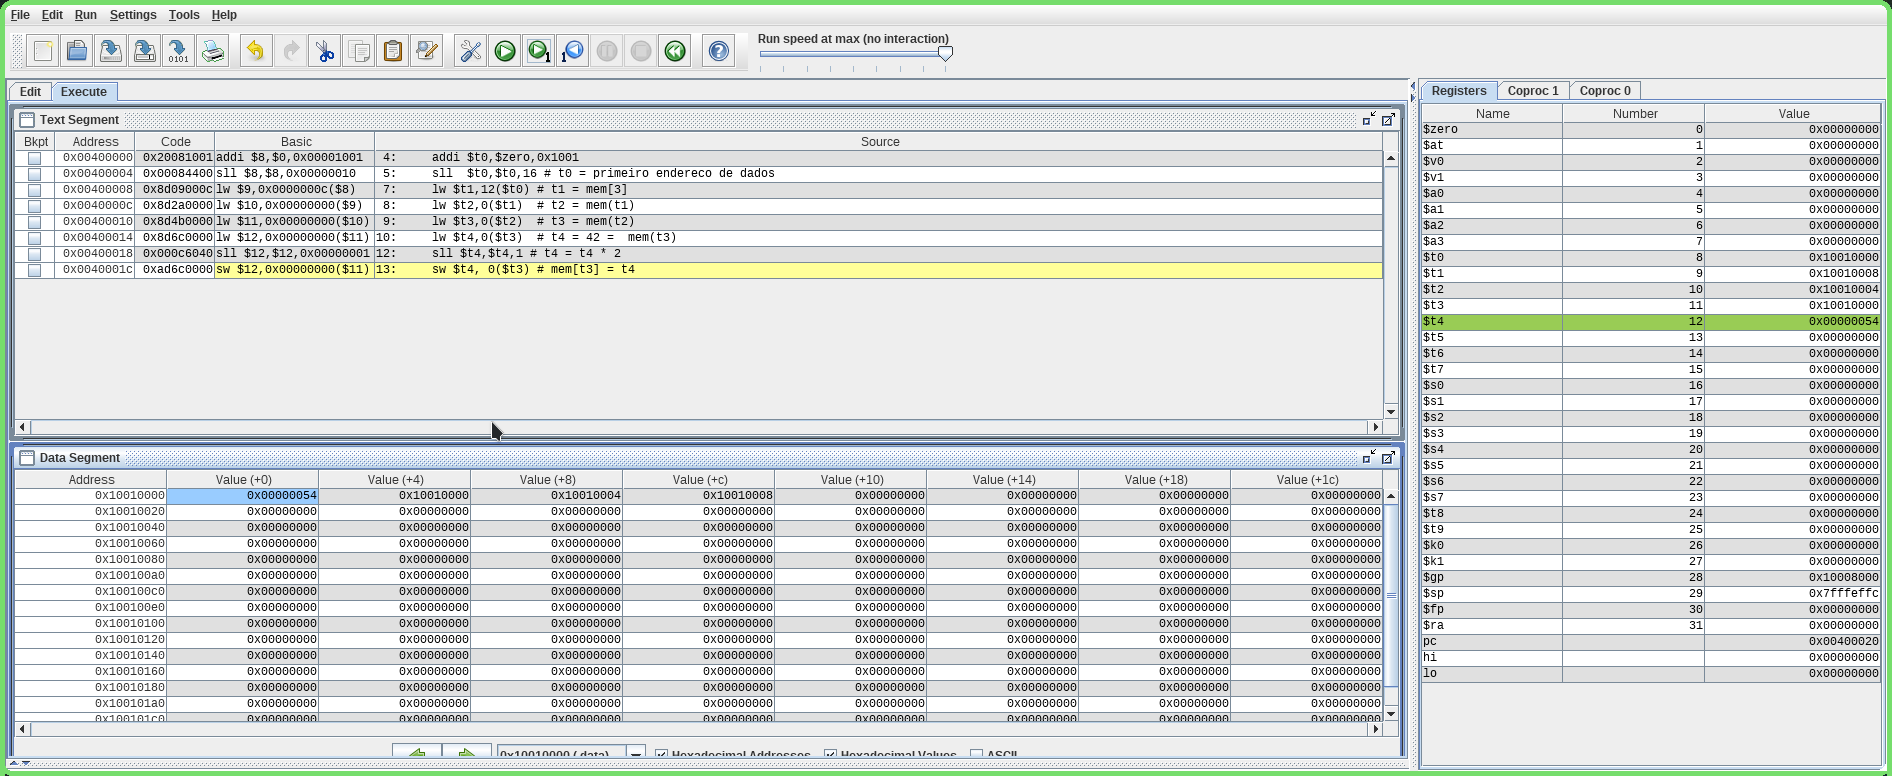 File Edit Run Settings Tools Help
Run speed at max (no interaction)
0101 1 1
Edit Execute
Text Segment
Bkpt Address Code Basic Source
0x00400000 0x20081001 addi $8,$0,0x00001001 4: addi $t0,$zero,0x1001
0x00400004 0x00084400 sll $8,$8,0x00000010 5: sll $t0,$t0,16 # t0 = primeiro endereco de dados
0x00400008 0x8d09000c lw $9,0x0000000c($8) 7: lw $t1,12($t0) # t1 = mem[3]
0x0040000c 0x8d2a0000 lw $10,0x00000000($9) 8: lw $t2,0($t1) # t2 = mem(t1)
0x00400010 0x8d4b0000 lw $11,0x00000000($10) 9: lw $t3,0($t2) # t3 = mem(t2)
0x00400014 0x8d6c0000 lw $12,0x00000000($11) 10: lw $t4,0($t3) # t4 = 42 = mem(t3)
0x00400018 0x000c6040 sll $12,$12,0x00000001 12: sll $t4,$t4,1 # t4 = t4 * 2
0x0040001c 0xad6c0000 sw $12,0x00000000($11) 13: sw $t4, 0($t3) # mem[t3] = t4
Data Segment
Address Value (+0) Value (+4) Value (+8) Value (+c) Value (+10) Value (+14) Value (+18) Value (+1c)
0x10010000 0x00000054 0x10010000 0x10010004 0x10010008 0x00000000 0x00000000 0x00000000 0x00000000
0x10010020 0x00000000 0x00000000 0x00000000 0x00000000 0x00000000 0x00000000 0x00000000 0x00000000
0x10010040 0x00000000 0x00000000 0x00000000 0x00000000 0x00000000 0x00000000 0x00000000 0x00000000
0x10010060 0x00000000 0x00000000 0x00000000 0x00000000 0x00000000 0x00000000 0x00000000 0x00000000
0x10010080 0x00000000 0x00000000 0x00000000 0x00000000 0x00000000 0x00000000 0x00000000 0x00000000
0x100100a0 0x00000000 0x00000000 0x00000000 0x00000000 0x00000000 0x00000000 0x00000000 0x00000000
0x100100c0 0x00000000 0x00000000 0x00000000 0x00000000 0x00000000 0x00000000 0x00000000 0x00000000
0x100100e0 0x00000000 0x00000000 0x00000000 0x00000000 0x00000000 0x00000000 0x00000000 0x00000000
0x10010100 0x00000000 0x00000000 0x00000000 0x00000000 0x00000000 0x00000000 0x00000000 0x00000000
0x10010120 0x00000000 0x00000000 0x00000000 0x00000000 0x00000000 0x00000000 0x00000000 0x00000000
0x10010140 0x00000000 0x00000000 0x00000000 0x00000000 0x00000000 0x00000000 0x00000000 0x00000000
0x10010160 0x00000000 0x00000000 0x00000000 0x00000000 0x00000000 0x00000000 0x00000000 0x00000000
0x10010180 0x00000000 0x00000000 0x00000000 0x00000000 0x00000000 0x00000000 0x00000000 0x00000000
0x100101a0 0x00000000 0x00000000 0x00000000 0x00000000 0x00000000 0x00000000 0x00000000 0x00000000
0x100101c0 0x00000000 0x00000000 0x00000000 0x00000000 0x00000000 0x00000000 0x00000000 0x00000000
0x10010000 (.data) Hexadecimal Addresses Hexadecimal Values ASCII
Registers Coproc 1 Coproc 0
Name Number Value
$zero 0 0x00000000
$at 1 0x00000000
$v0 2 0x00000000
$v1 3 0x00000000
$a0 4 0x00000000
$a1 5 0x00000000
$a2 6 0x00000000
$a3 7 0x00000000
$t0 8 0x10010000
$t1 9 0x10010008
$t2 10 0x10010004
$t3 11 0x10010000
$t4 12 0x00000054
$t5 13 0x00000000
$t6 14 0x00000000
$t7 15 0x00000000
$s0 16 0x00000000
$s1 17 0x00000000
$s2 18 0x00000000
$s3 19 0x00000000
$s4 20 0x00000000
$s5 21 0x00000000
$s6 22 0x00000000
$s7 23 0x00000000
$t8 24 0x00000000
$t9 25 0x00000000
$k0 26 0x00000000
$k1 27 0x00000000
$gp 28 0x10008000
$sp 29 0x7fffeffc
$fp 30 0x00000000
$ra 31 0x00000000
pc 0x00400020
hi 0x00000000
lo 0x00000000